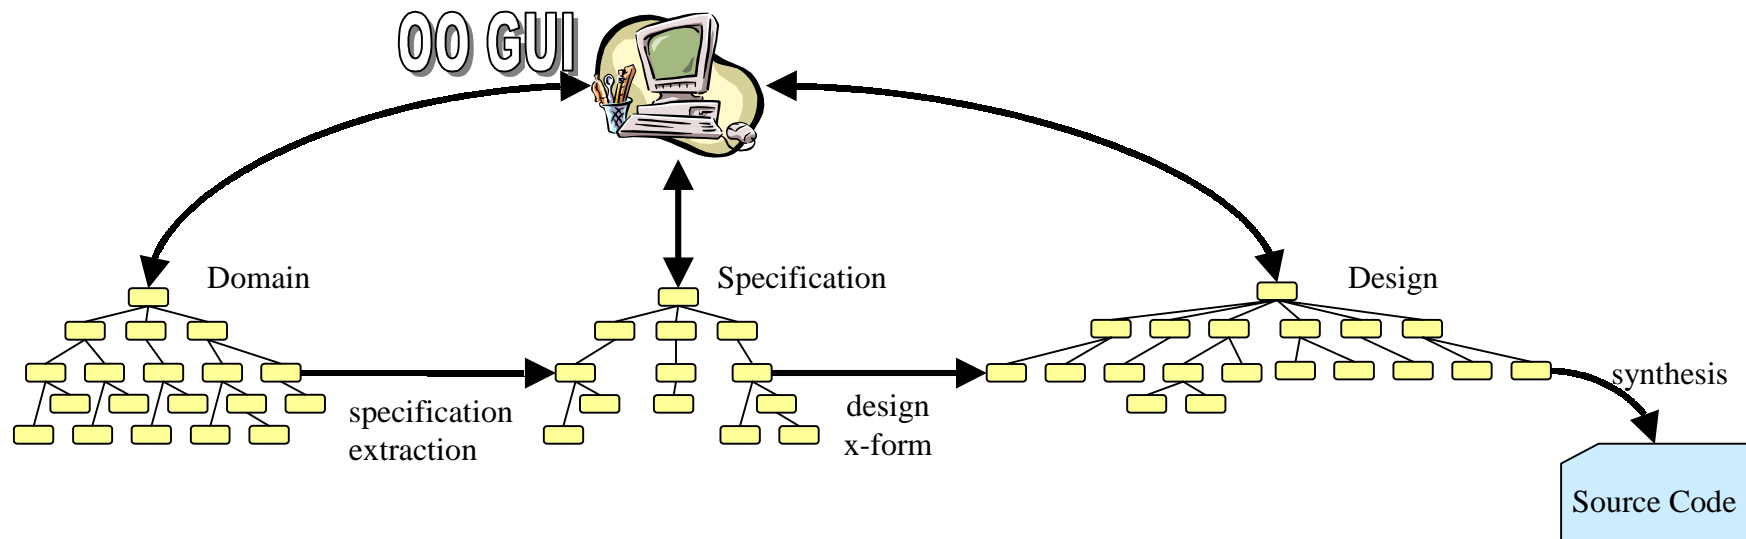 OO GUI
Domain
Specification
Design
specification
extraction
design
x-form
synthesis
Source Code